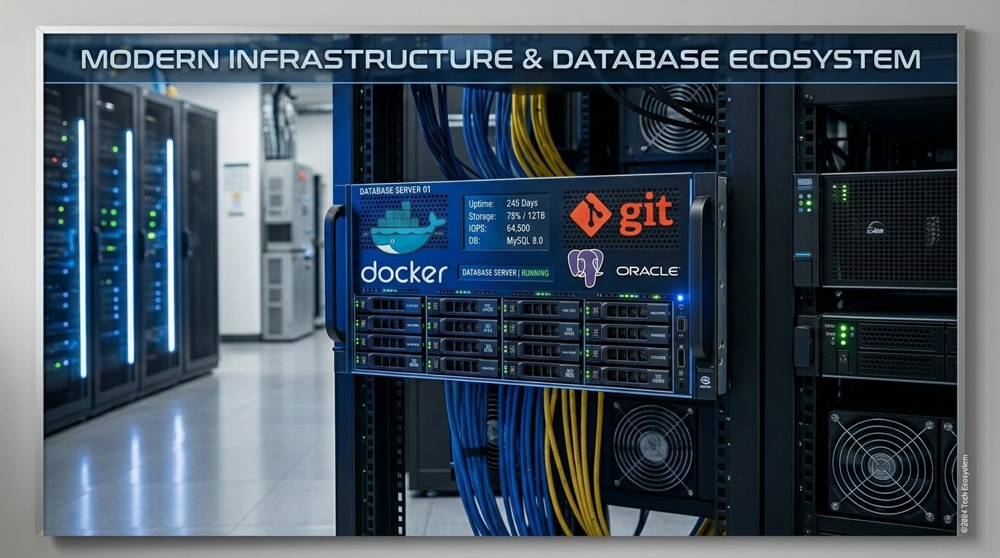 MODERN INFRASTRUCTURE & DATABASE ECOSYSTEM
DATABASE SERVER 01
Uptime: 245 Days
Storage: 78% / 12TB
IOPS: 64,500
DB: MySQL 8.0
git
docker
DATABASE SERVER | RUNNING
ORACLE
Tech Ecosystem